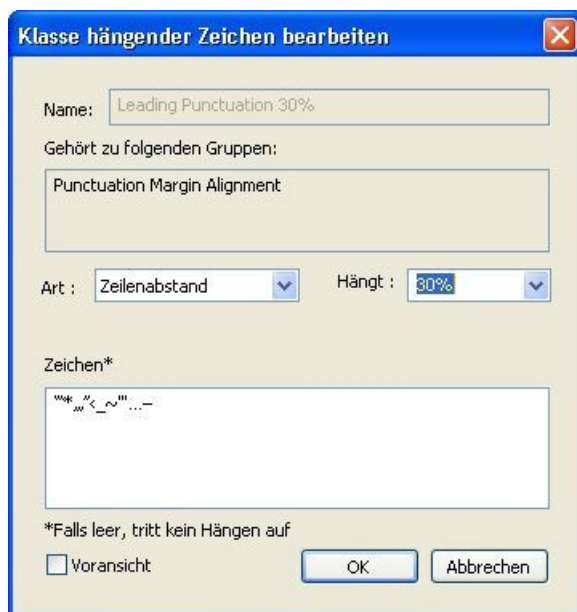 Klasse hängender Zeichen bearbeiten
Name: Leading Punctuation 30%
Gehört zu folgenden Gruppen:
Punctuation Margin Alignment
Art : Zeilenabstand Hängt : 30%
Zeichen*
*Falls leer, tritt kein Hängen auf
Voransicht OK Abbrechen